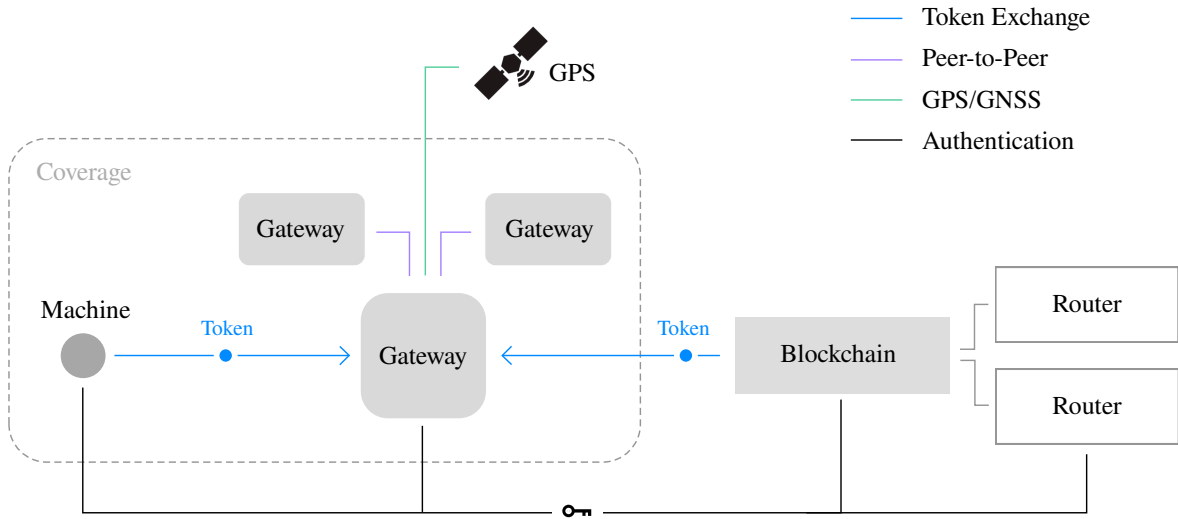 Token Exchange
Peer-to-Peer
GPS/GNSS
Authentication
GPS
Coverage
Gateway
Gateway
Machine
Token
Gateway
Token
Blockchain
Router
Router